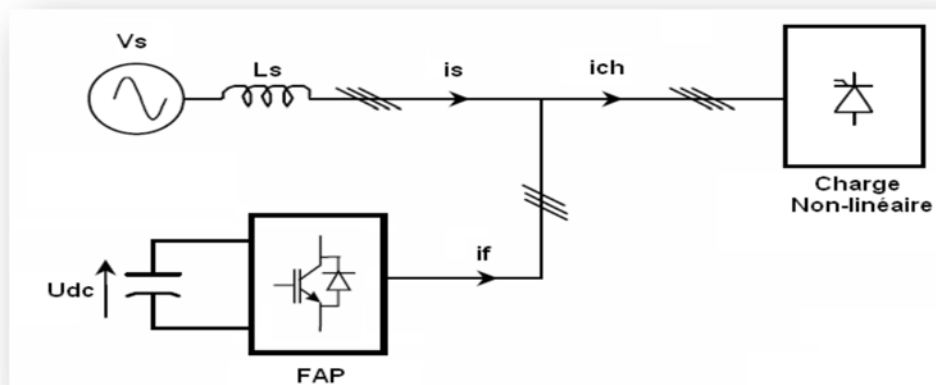 Vs
Ls
is
ich
Charge
Non-linéaire
if
Udc
FAP